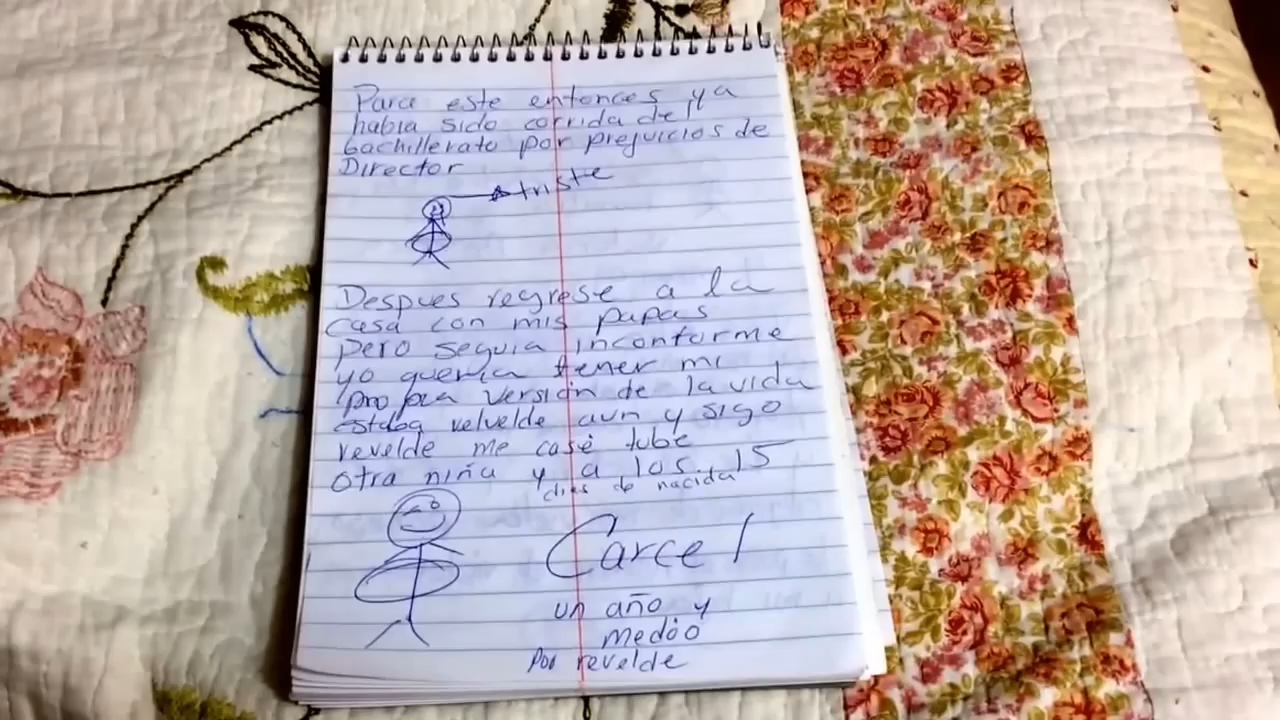 Para este entonces ya
habia sido corrida del
bachillerato por prejuicios de
Director
triste
Despues regrese a la
casa con mis papas
pero seguia inconforme
yo queria tener mi
propia versión de la vida
estaba velvelde aun y sigo
revelde me casé tube
otra niña y a los 15
dias de nacida
Carcel
un año y
medio
Por revelde